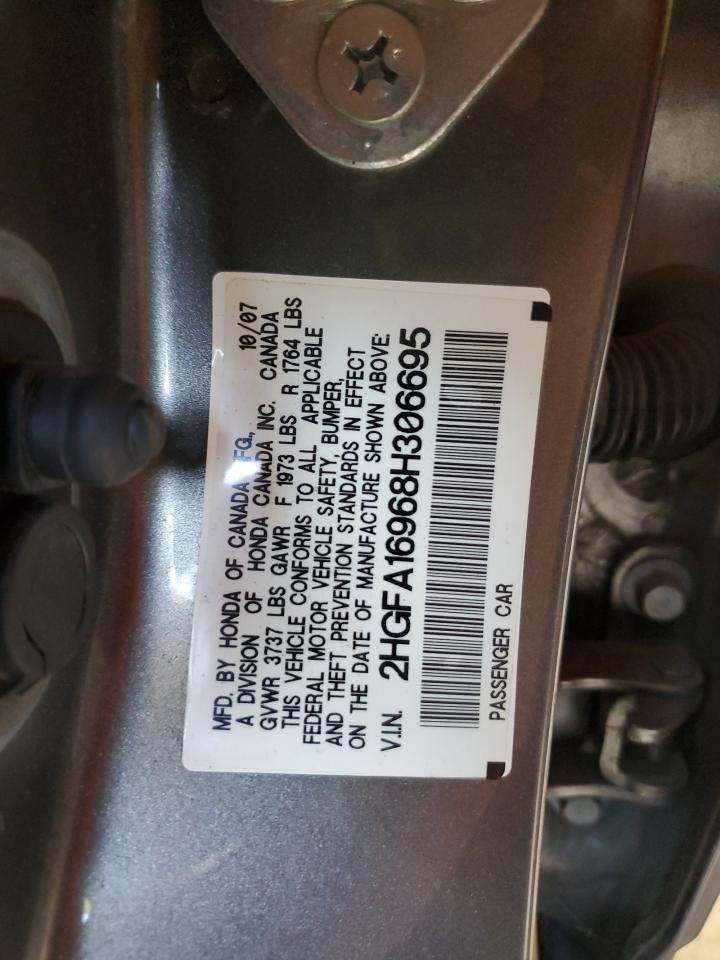 MFD. BY HONDA OF CANADA MFG., 10/07
A DIVISION OF HONDA CANADA INC. CANADA
GVWR 3737 LBS GAWR F 1973 LBS R 1764 LBS
THIS VEHICLE CONFORMS TO ALL APPLICABLE
FEDERAL MOTOR VEHICLE SAFETY, BUMPER,
AND THEFT PREVENTION STANDARDS IN EFFECT
ON THE DATE OF MANUFACTURE SHOWN ABOVE:
V.I.N. 2HGFA16968H306695
PASSENGER CAR